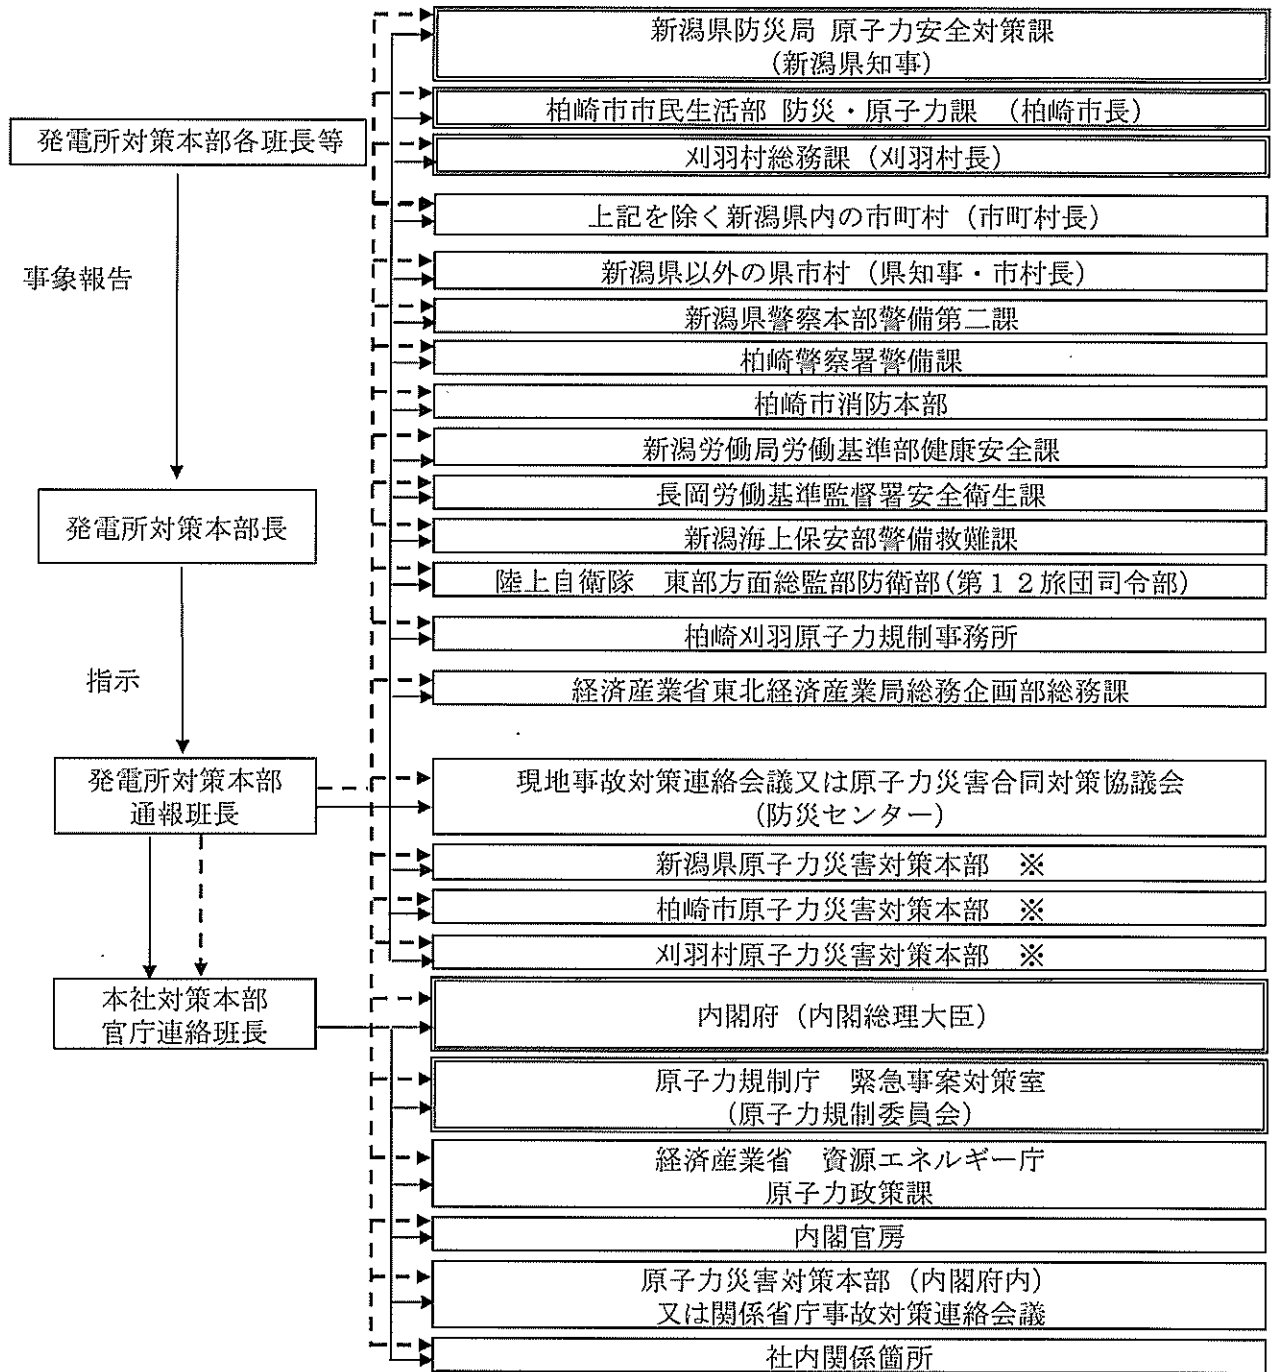 発電所対策本部各班長等
事象報告
発電所対策本部長
指示
発電所対策本部
通報班長
本社対策本部
官庁連絡班長
新潟県防災局 原子力安全対策課
(新潟県知事)
柏崎市市民生活部 防災・原子力課 (柏崎市長)
刈羽村総務課(刈羽村長)
上記を除く新潟県内の市町村(市町村長)
新潟県以外の県市村(県知事・市村長)
新潟県警察本部警備第二課
柏崎警察署警備課
柏崎市消防本部
新潟労働局労働基準部健康安全課
長岡労働基準監督署安全衛生課
新潟海上保安部警備救難課
陸上自衛隊 東部方面総監部防衛部(第12旅団司令部)
柏崎刈羽原子力規制事務所
経済産業省東北経済産業局総務企画部総務課
現地事故対策連絡会議又は原子力災害合同対策協議会
(防災センター)
新潟県原子力災害対策本部 ※
柏崎市原子力災害対策本部 ※
刈羽村原子力災害対策本部 ※
内閣府(内閣総理大臣)
原子力規制庁 緊急事案対策室
(原子力規制委員会)
経済産業省 資源エネルギー庁
原子力政策課
内閣官房
原子力災害対策本部(内閣府内)
又は関係省庁事故対策連絡会議
社内関係箇所